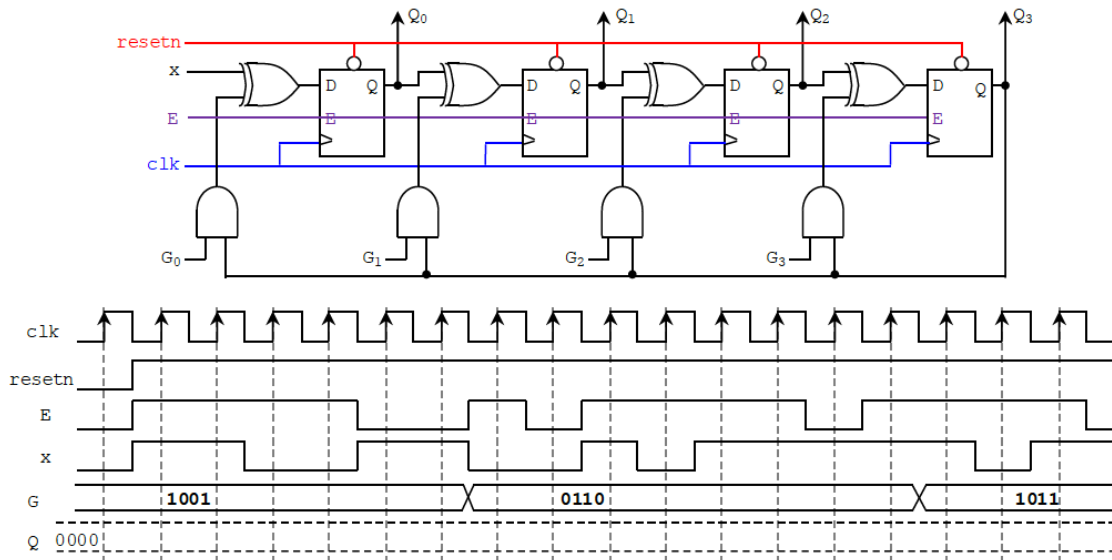 Q0 Q1 Q2 Q3
resetn
x
D Q D Q D Q D Q
E E E E E
clk
G0 G1 G2 G3
clk
resetn
E
x
G 1001 0110 1011
Q 0000